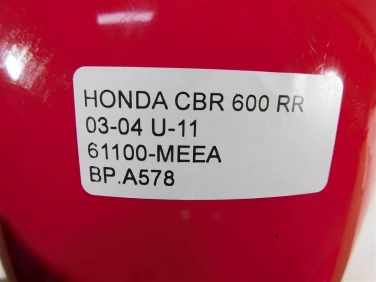 HONDA CBR 600 RR
03-04 U-11
61100-MEEA
BP.A578